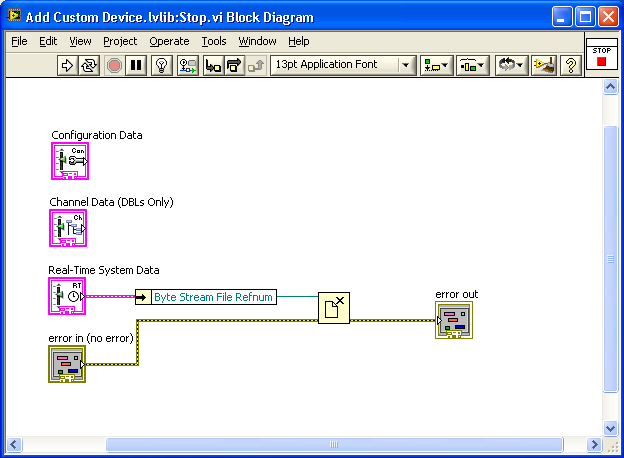 Add Custom Device.lvlib:Stop.vi Block Diagram
File Edit View Project Operate Tools Window Help
STOP
13pt Application Font
?
Configuration Data
Con
Channel Data (DBLs Only)
Ch
Real-Time System Data
RT
Byte Stream File Refnum
error out
error in (no error)